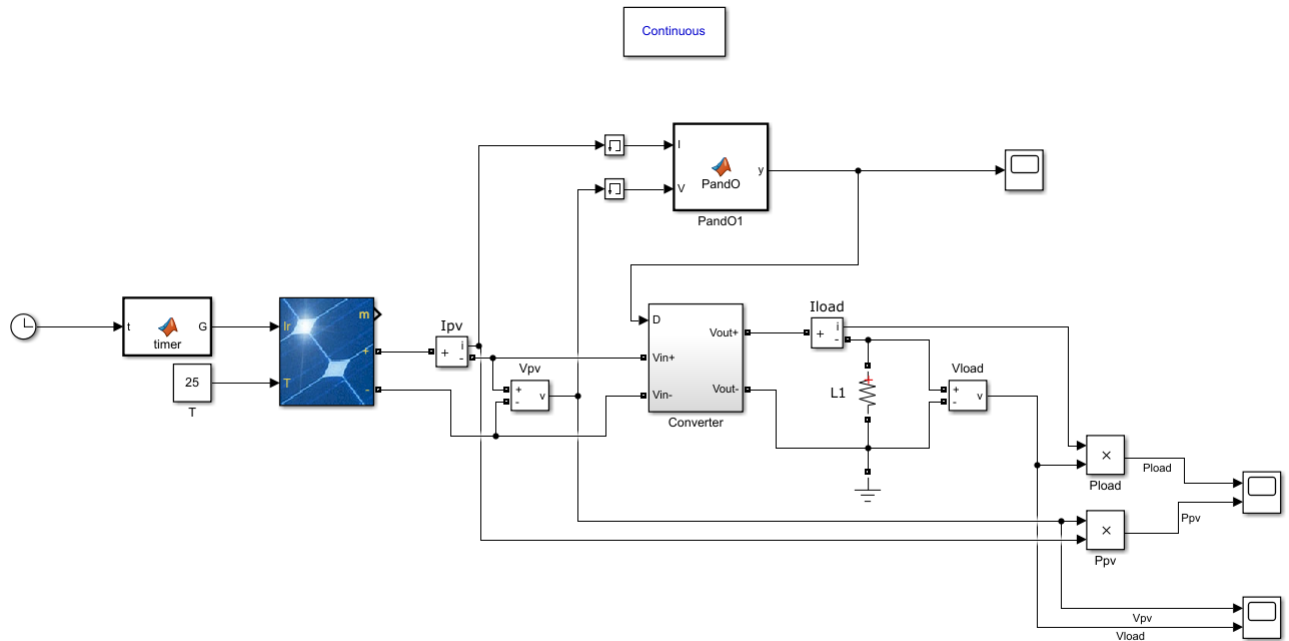 Continuous
I
V
PandO
y
PandO1
t
timer
G
Ir
T
m
+
-
25
T
Ipv
+
i
-
Vpv
+
-
v
D
Vin+
Vin-
Vout+
Vout-
Converter
Iload
+
i
-
+
L1
Vload
+
-
v
×
Pload
Pload
×
Ppv
Ppv
Vpv
Vload